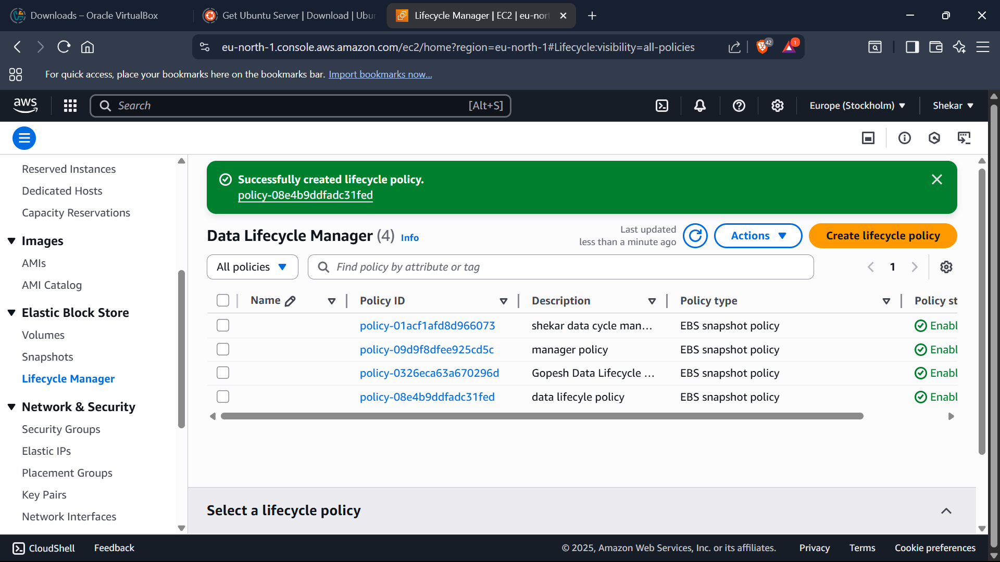 Downloads – Oracle VirtualBox
Get Ubuntu Server | Download | Ubun
Lifecycle Manager | EC2 | eu-nort
eu-north-1.console.aws.amazon.com/ec2/home?region=eu-north-1#Lifecycle:visibility=all-policies
42
1
For quick access, place your bookmarks here on the bookmarks bar. Import bookmarks now...
aws
Search
[Alt+S]
Europe (Stockholm)
Shekar
Reserved Instances
Dedicated Hosts
Capacity Reservations
Images
AMIs
AMI Catalog
Elastic Block Store
Volumes
Snapshots
Lifecycle Manager
Network & Security
Security Groups
Elastic IPs
Placement Groups
Key Pairs
Network Interfaces
Successfully created lifecycle policy.
policy-08e4b9ddfadc31fed
Data Lifecycle Manager (4) Info
Last updated
less than a minute ago
Actions
Create lifecycle policy
All policies
Find policy by attribute or tag
1
Name Policy ID Description Policy type Policy st
policy-01acf1afd8d966073 shekar data cycle man... EBS snapshot policy Enabl
policy-09d9f8dfee925cd5c manager policy EBS snapshot policy Enabl
policy-0326eca63a670296d Gopesh Data Lifecycle ... EBS snapshot policy Enabl
policy-08e4b9ddfadc31fed data lifecyle policy EBS snapshot policy Enabl
Select a lifecycle policy
CloudShell
Feedback
© 2025, Amazon Web Services, Inc. or its affiliates.
Privacy
Terms
Cookie preferences